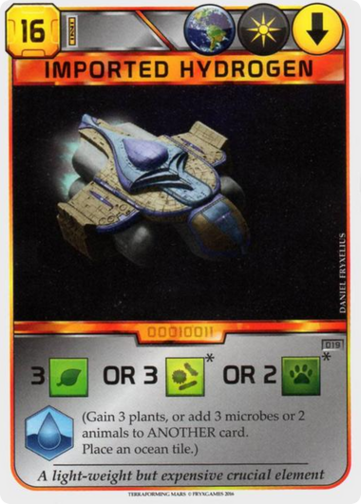 16
IMPORTED HYDROGEN
DANIEL FRYXELIUS
00010011
019
3 OR 3 * OR 2 *
(Gain 3 plants, or add 3 microbes or 2
animals to ANOTHER card.
Place an ocean tile.)
A light-weight but expensive crucial element
TERRAFORMING MARS © FRYXGAMES 2016